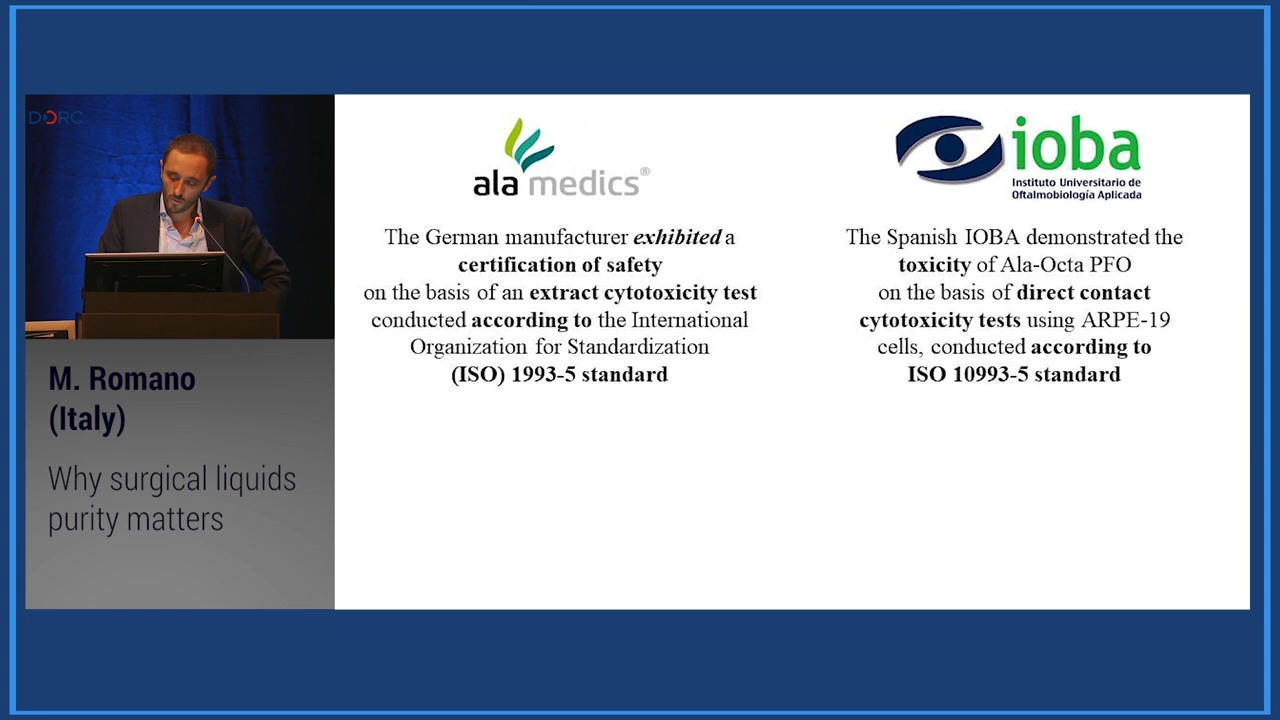 DORC
M. Romano
(Italy)
Why surgical liquids
purity matters
ala medics®
The German manufacturer exhibited a
certification of safety
on the basis of an extract cytotoxicity test
conducted according to the International
Organization for Standardization
(ISO) 1993-5 standard
ioba
Instituto Universitario de
Oftalmobiología Aplicada
The Spanish IOBA demonstrated the
toxicity of Ala-Octa PFO
on the basis of direct contact
cytotoxicity tests using ARPE-19
cells, conducted according to
ISO 10993-5 standard